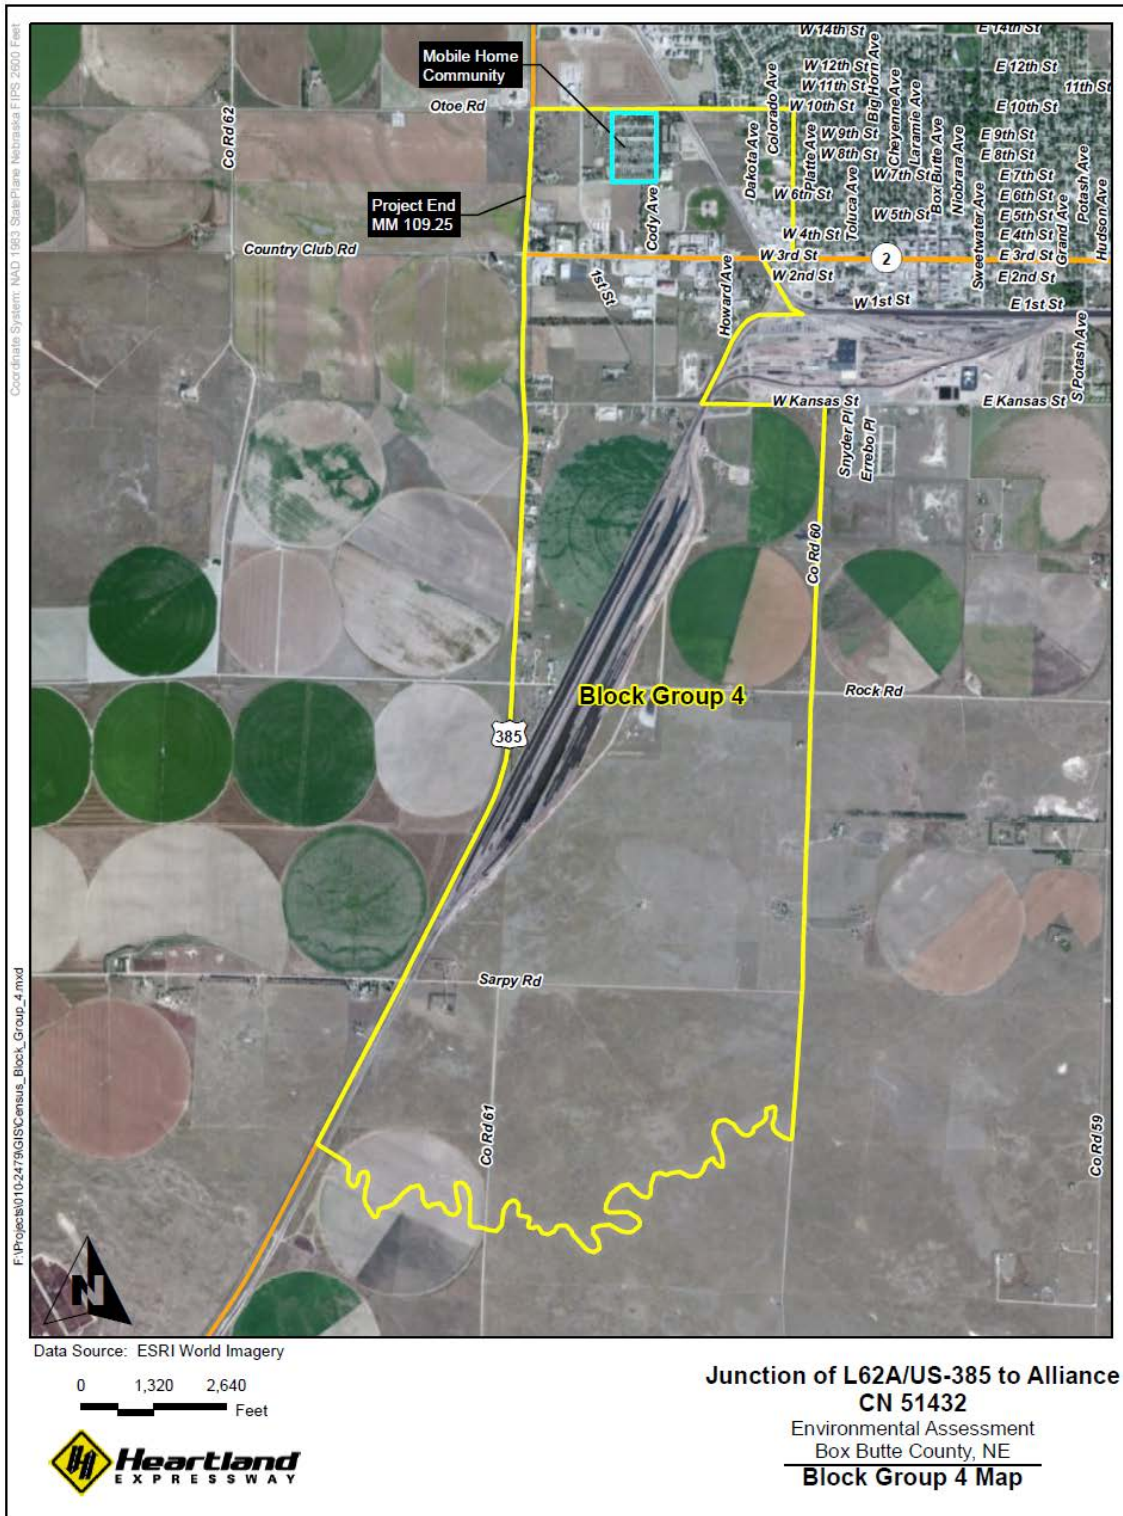 Coordinate System: NAD 1983 StatePlane Nebraska FIPS 2600 Feet
F:\Projects\010-2479\GIS\Census_Block_Group_4.mxd
W 14th St
E 14th St
Mobile Home
Community
W 12th St
E 12th St
W 11th St
11th St
Big Horn Ave
Colorado Ave
Otoe Rd
W 10th St
E 10th St
Co Rd 62
W 9th St
E 9th St
Cheyenne Ave
Laramie Ave
Platte Ave
W 8th St
E 8th St
Dakota Ave
W 7th St
E 7th St
Box Butte Ave
Niobrara Ave
Potash Ave
W 6th St
E 6th St
Project End
MM 109.25
Cody Ave
Toluca Ave
W 5th St
E 5th St
Sweetwater Ave
Grand Ave
Hudson Ave
W 4th St
E 4th St
Country Club Rd
W 3rd St
2
E 3rd St
W 2nd St
E 2nd St
1st St
Howard Ave
W 1st St
E 1st St
S Potash Ave
W Kansas St
E Kansas St
Snyder Pl
Errebo Pl
Co Rd 60
Block Group 4
Rock Rd
385
Sarpy Rd
Co Rd 61
Co Rd 59
N
Data Source: ESRI World Imagery
0 1,320 2,640
Feet
Heartland
EXPRESSWAY
Junction of L62A/US-385 to Alliance
CN 51432
Environmental Assessment
Box Butte County, NE
Block Group 4 Map